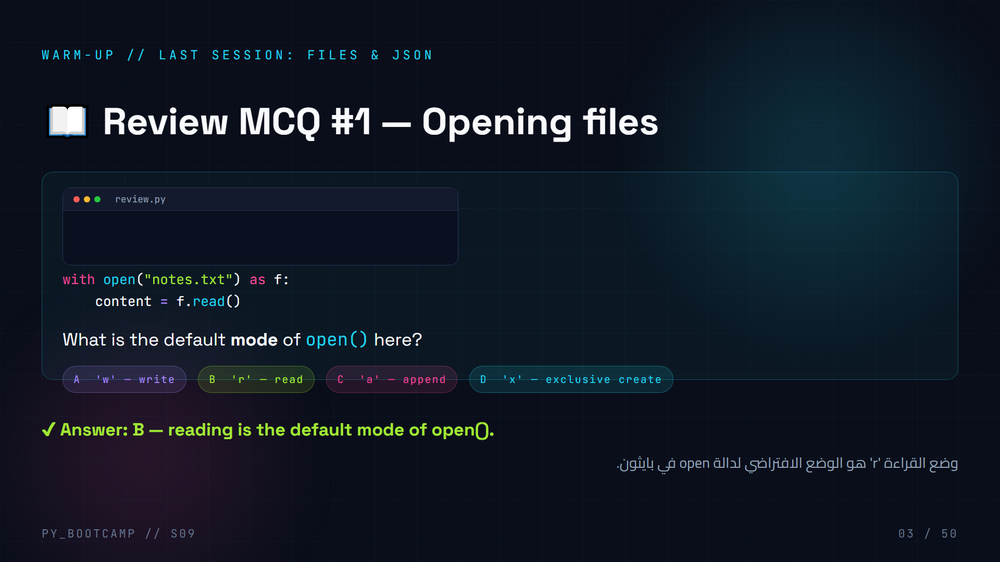 WARM-UP // LAST SESSION: FILES & JSON
📖 Review MCQ #1 — Opening files
review.py
with open("notes.txt") as f:
    content = f.read()
What is the default mode of open() here?
A 'w' — write B 'r' — read C 'a' — append D 'x' — exclusive create
✓ Answer: B — reading is the default mode of open().
وضع القراءة 'r' هو الوضع الافتراضي لدالة open في بايثون.
PY_BOOTCAMP // S09
03 / 50